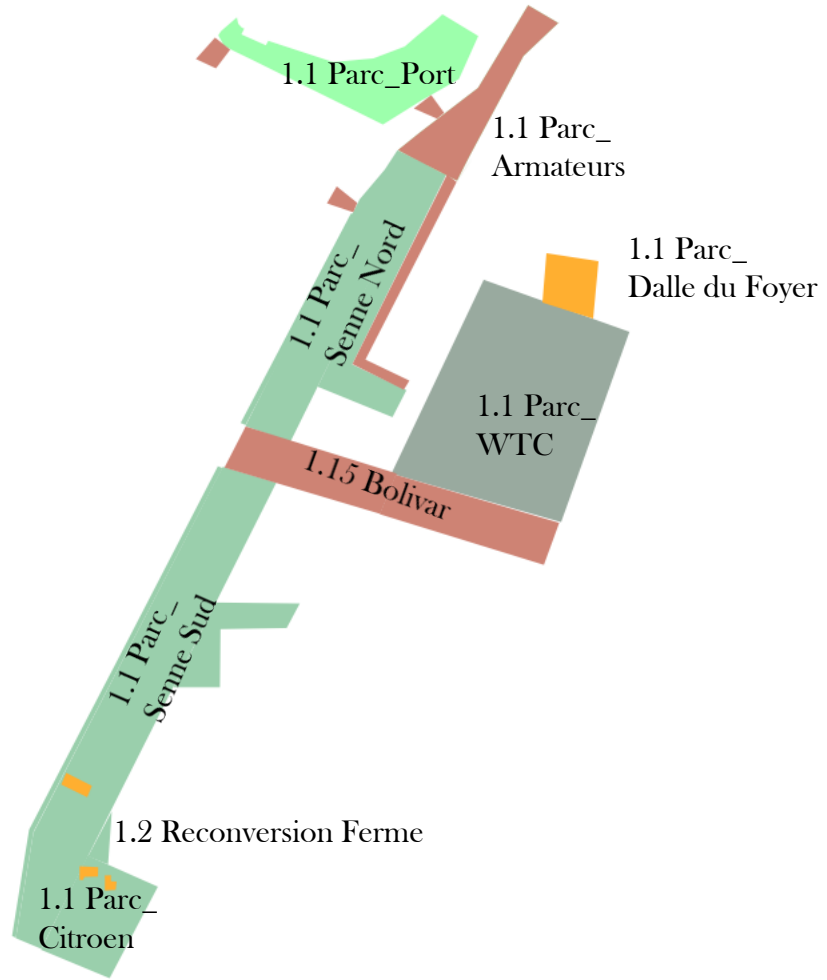 1.1 Parc_Port
1.1 Parc_
Armateurs
1.1 Parc_
Dalle du Foyer
1.1 Parc_
Senne Nord
1.1 Parc_
WTC
1.15 Bolivar
1.1 Parc_
Senne Sud
1.2 Reconversion Ferme
1.1 Parc_
Citroen